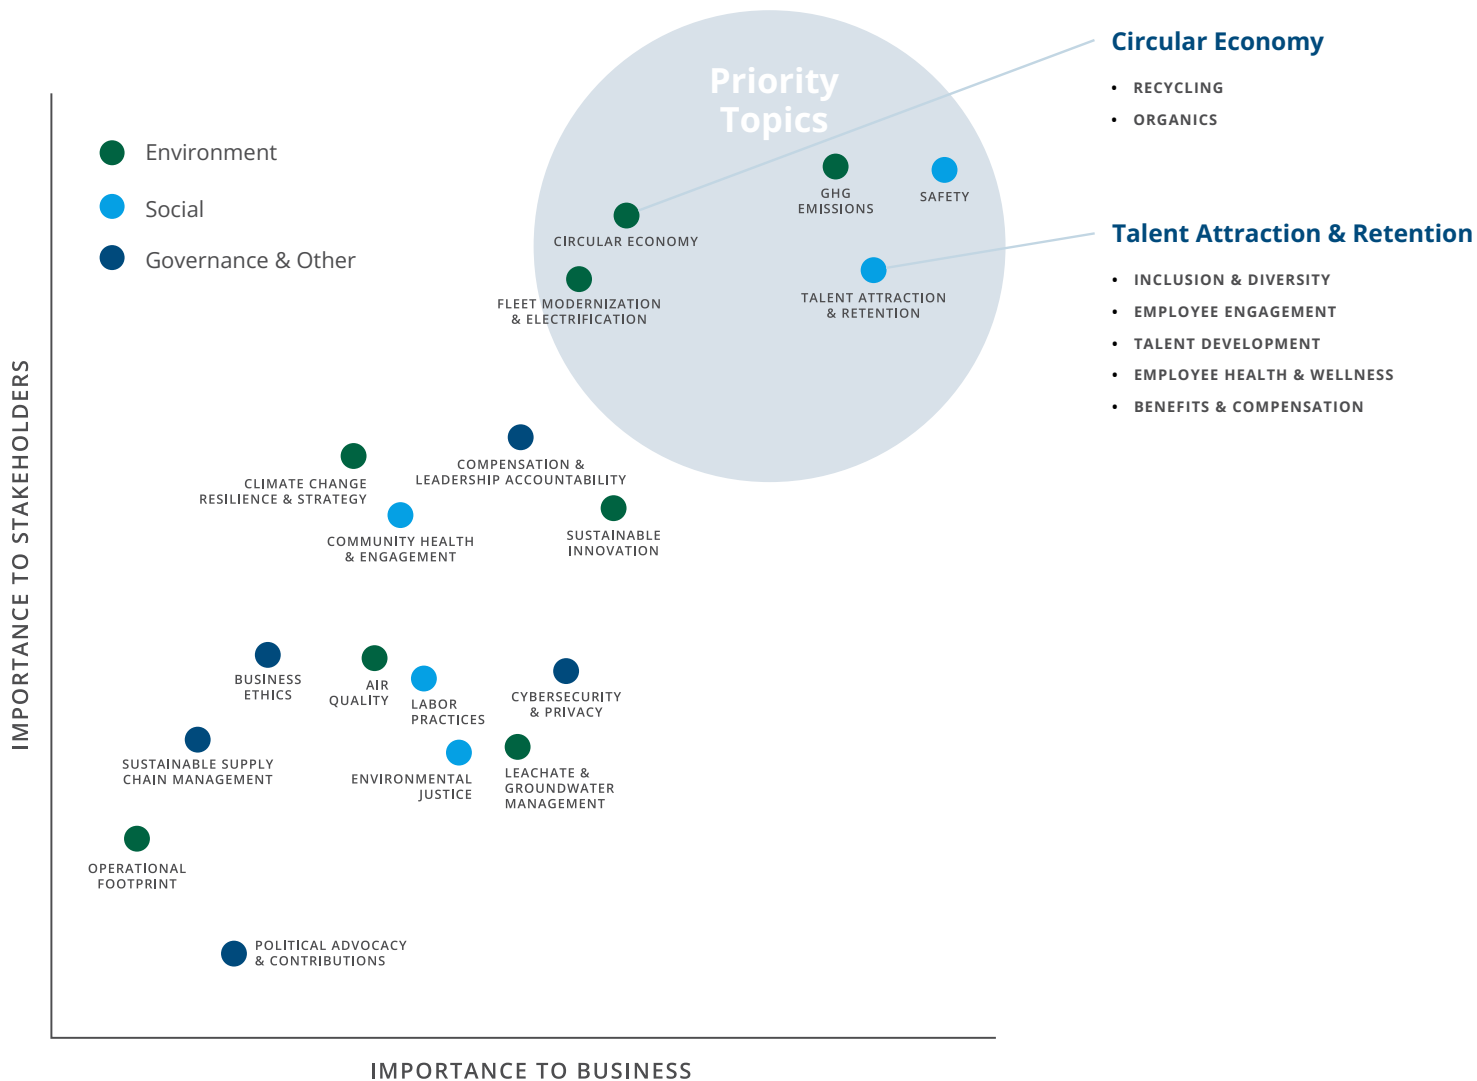 Priority
Topics
Circular Economy
• RECYCLING
• ORGANICS
Environment
Social
Governance & Other
GHG
EMISSIONS
SAFETY
CIRCULAR ECONOMY
Talent Attraction & Retention
• INCLUSION & DIVERSITY
• EMPLOYEE ENGAGEMENT
• TALENT DEVELOPMENT
• EMPLOYEE HEALTH & WELLNESS
• BENEFITS & COMPENSATION
FLEET MODERNIZATION
& ELECTRIFICATION
TALENT ATTRACTION
& RETENTION
IMPORTANCE TO STAKEHOLDERS
COMPENSATION &
LEADERSHIP ACCOUNTABILITY
CLIMATE CHANGE
RESILIENCE & STRATEGY
COMMUNITY HEALTH
& ENGAGEMENT
SUSTAINABLE
INNOVATION
BUSINESS
ETHICS
AIR
QUALITY
LABOR
PRACTICES
CYBERSECURITY
& PRIVACY
SUSTAINABLE SUPPLY
CHAIN MANAGEMENT
ENVIRONMENTAL
JUSTICE
LEACHATE &
GROUNDWATER
MANAGEMENT
OPERATIONAL
FOOTPRINT
POLITICAL ADVOCACY
& CONTRIBUTIONS
IMPORTANCE TO BUSINESS